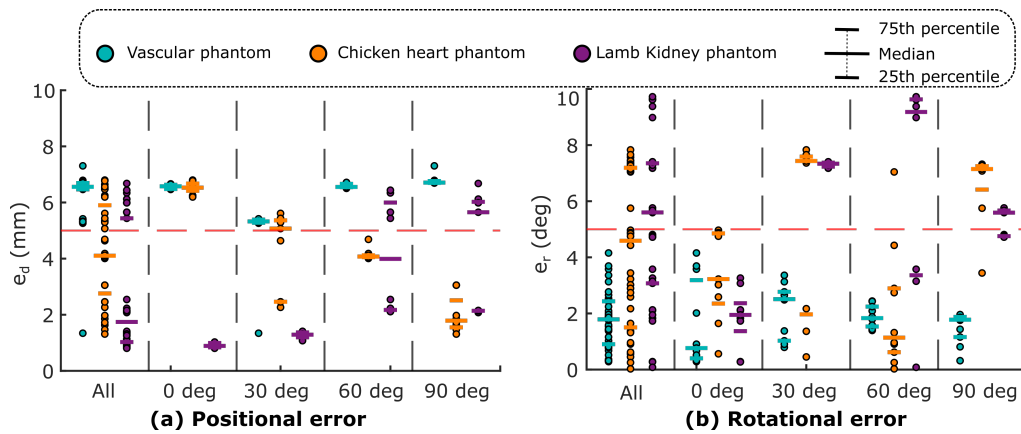 Vascular phantom
Chicken heart phantom
Lamb Kidney phantom
75th percentile
Median
25th percentile
10
8
6
4
2
0
e_d (mm)
All
0 deg
30 deg
60 deg
90 deg
(a) Positional error
10
8
6
4
2
0
e_r (deg)
All
0 deg
30 deg
60 deg
90 deg
(b) Rotational error